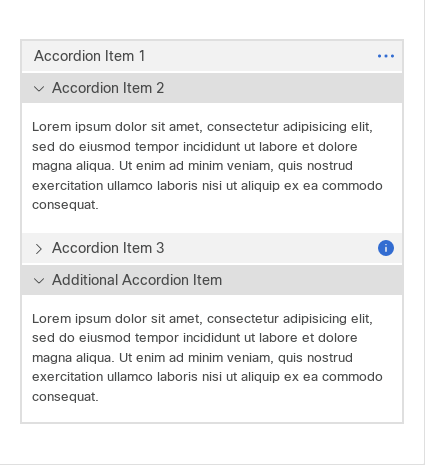 Accordion Item 1
Accordion Item 2
Lorem ipsum dolor sit amet, consectetur adipisicing elit,
sed do eiusmod tempor incididunt ut labore et dolore
magna aliqua. Ut enim ad minim veniam, quis nostrud
exercitation ullamco laboris nisi ut aliquip ex ea commodo
consequat.
Accordion Item 3
Additional Accordion Item
Lorem ipsum dolor sit amet, consectetur adipisicing elit,
sed do eiusmod tempor incididunt ut labore et dolore
magna aliqua. Ut enim ad minim veniam, quis nostrud
exercitation ullamco laboris nisi ut aliquip ex ea commodo
consequat.